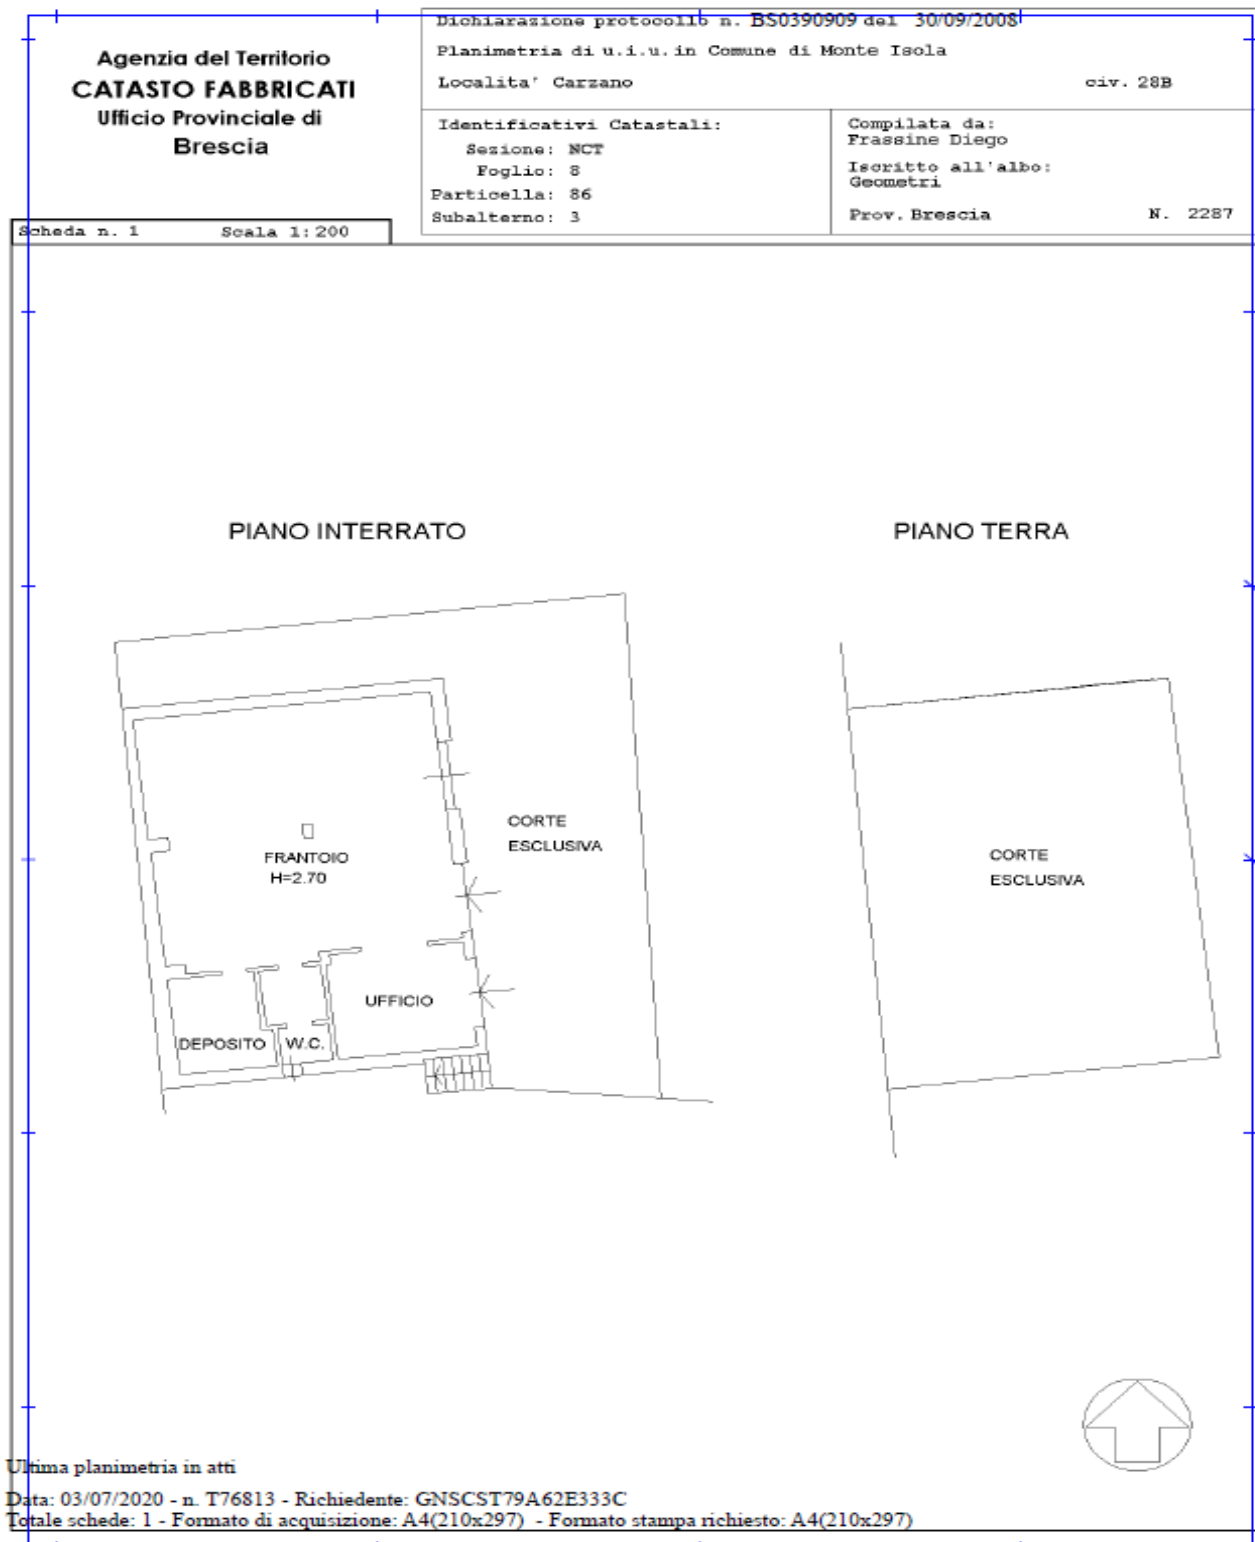 Agenzia del Territorio
CATASTO FABBRICATI
Ufficio Provinciale di
Brescia
Dichiarazione protocollo n. BS0390909 del 30/09/2008
Planimetria di u.i.u. in Comune di Monte Isola
Localita' Carzano civ. 28B
Identificativi Catastali:
Sezione: NCT
Foglio: 8
Particella: 86
Subalterno: 3
Compilata da:
Frassine Diego
Iscritto all'albo:
Geometri
Prov. Brescia N. 2287
Scheda n. 1 Scala 1:200
PIANO INTERRATO
PIANO TERRA
CORTE
ESCLUSIVA
FRANTOIO
H=2.70
CORTE
ESCLUSIVA
UFFICIO
DEPOSITO
W.C.
Ultima planimetria in atti
Data: 03/07/2020 - n. T76813 - Richiedente: GNSCST79A62E333C
Totale schede: 1 - Formato di acquisizione: A4(210x297) - Formato stampa richiesto: A4(210x297)